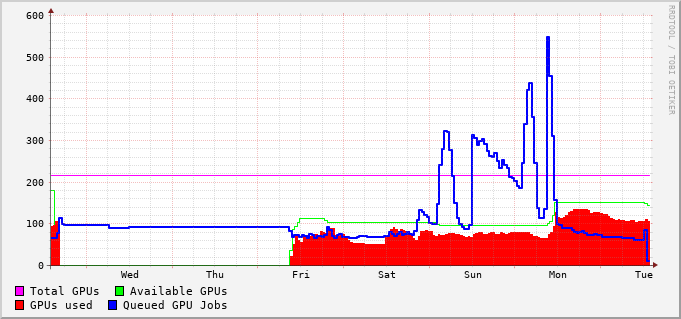 600
RRDTOOL / TOBI OETIKER
500
400
300
200
100
0
Wed Thu Fri Sat Sun Mon Tue
Total GPUs Available GPUs
GPUs used Queued GPU Jobs